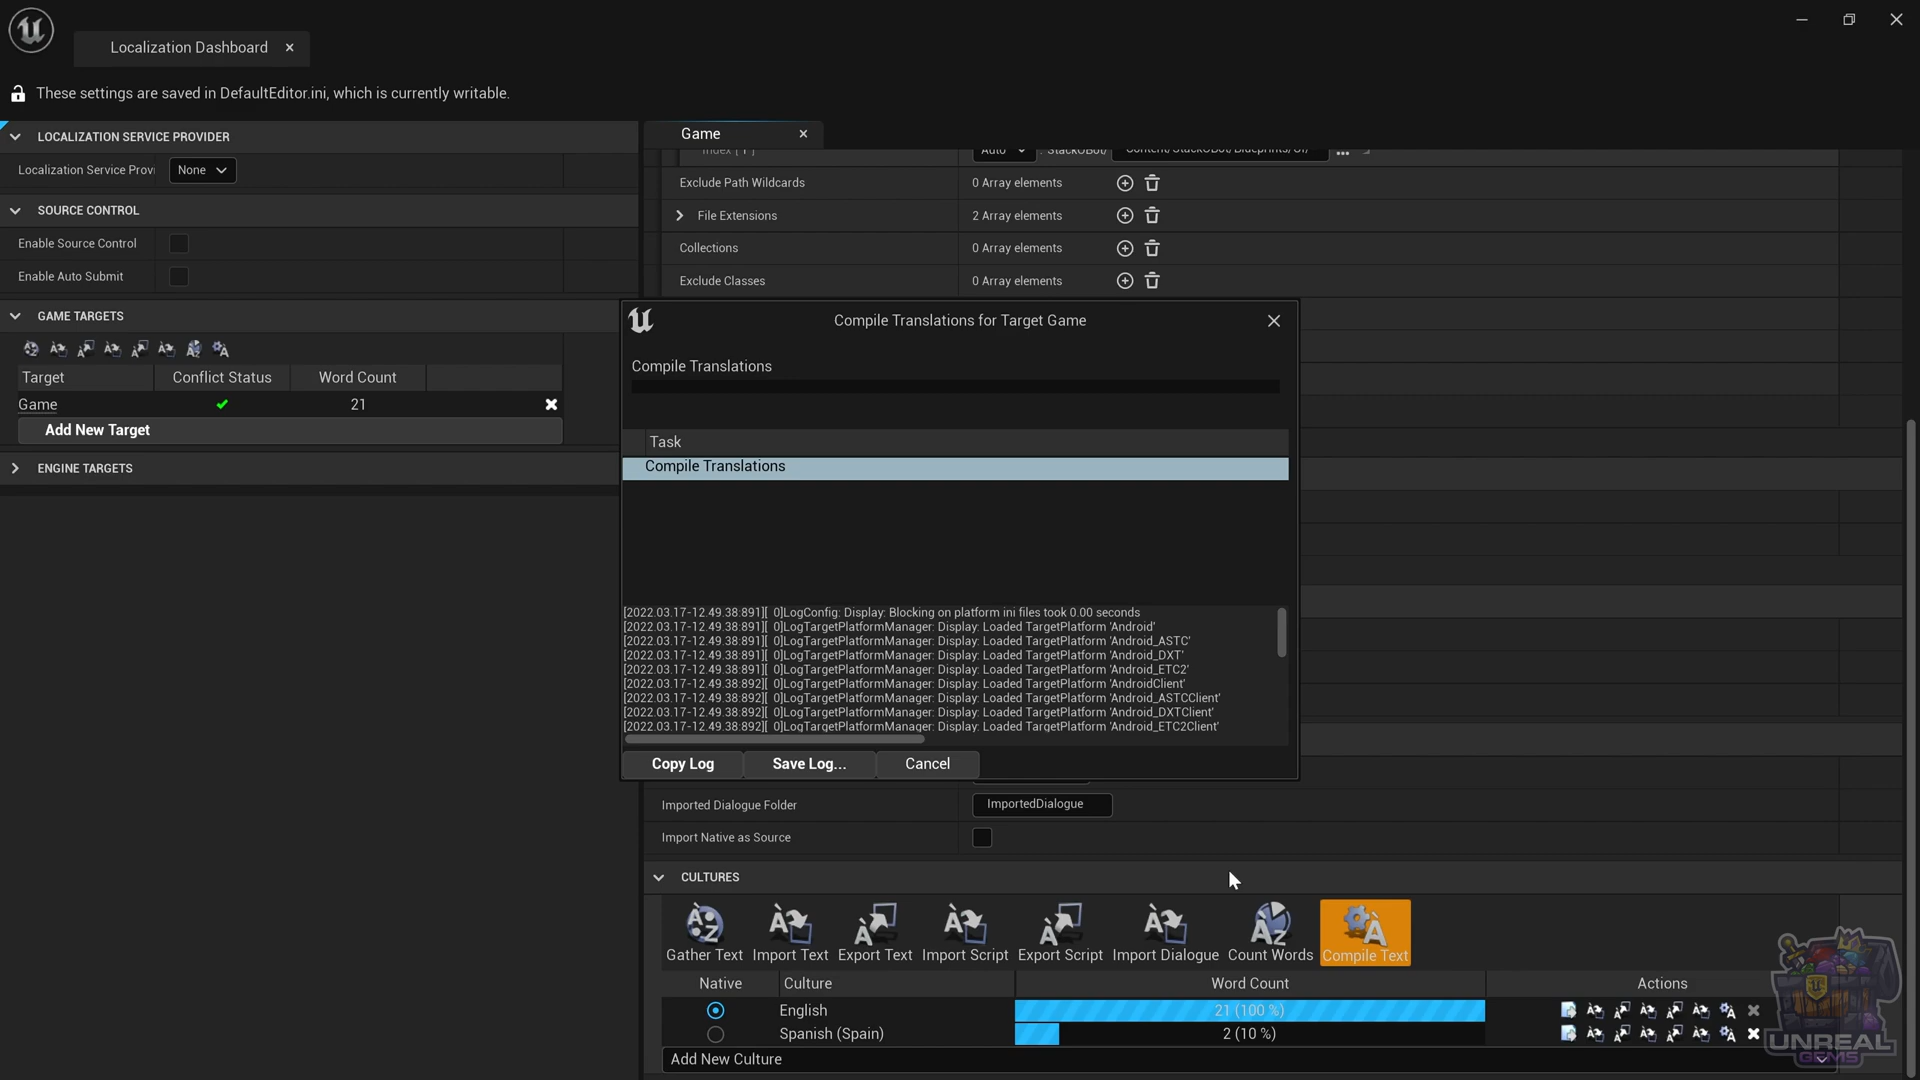 Localization Dashboard
These settings are saved in DefaultEditor.ini, which is currently writable.
LOCALIZATION SERVICE PROVIDER
Localization Service Provi
None
SOURCE CONTROL
Enable Source Control
Enable Auto Submit
GAME TARGETS
Target Conflict Status Word Count
Game 21
Add New Target
ENGINE TARGETS
Game
Index [ 1 ]
Auto
: StackOBot/
Content/StackOBot/Blueprints/UI/
Exclude Path Wildcards 0 Array elements
File Extensions 2 Array elements
Collections 0 Array elements
Exclude Classes 0 Array elements
Compile Translations for Target Game
Compile Translations
Task
Compile Translations
[2022.03.17-12.49.38:891][  0]LogConfig: Display: Blocking on platform ini files took 0.00 seconds
[2022.03.17-12.49.38:891][  0]LogTargetPlatformManager: Display: Loaded TargetPlatform 'Android'
[2022.03.17-12.49.38:891][  0]LogTargetPlatformManager: Display: Loaded TargetPlatform 'Android_ASTC'
[2022.03.17-12.49.38:891][  0]LogTargetPlatformManager: Display: Loaded TargetPlatform 'Android_DXT'
[2022.03.17-12.49.38:891][  0]LogTargetPlatformManager: Display: Loaded TargetPlatform 'Android_ETC2'
[2022.03.17-12.49.38:892][  0]LogTargetPlatformManager: Display: Loaded TargetPlatform 'AndroidClient'
[2022.03.17-12.49.38:892][  0]LogTargetPlatformManager: Display: Loaded TargetPlatform 'Android_ASTCClient'
[2022.03.17-12.49.38:892][  0]LogTargetPlatformManager: Display: Loaded TargetPlatform 'Android_DXTClient'
[2022.03.17-12.49.38:892][  0]LogTargetPlatformManager: Display: Loaded TargetPlatform 'Android_ETC2Client'
Copy Log Save Log... Cancel
Imported Dialogue Folder ImportedDialogue
Import Native as Source
CULTURES
Gather Text Import Text Export Text Import Script Export Script Import Dialogue Count Words Compile Text
Native Culture Word Count Actions
English 21 (100 %)
Spanish (Spain) 2 (10 %)
Add New Culture
UNREAL
GEMS